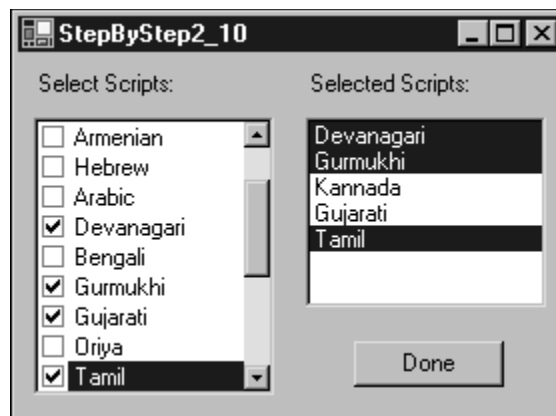 StepByStep2_10
Select Scripts:
Armenian
Hebrew
Arabic
Devanagari
Bengali
Gurmukhi
Gujarati
Oriya
Tamil
Selected Scripts:
Devanagari
Gurmukhi
Kannada
Gujarati
Tamil
Done